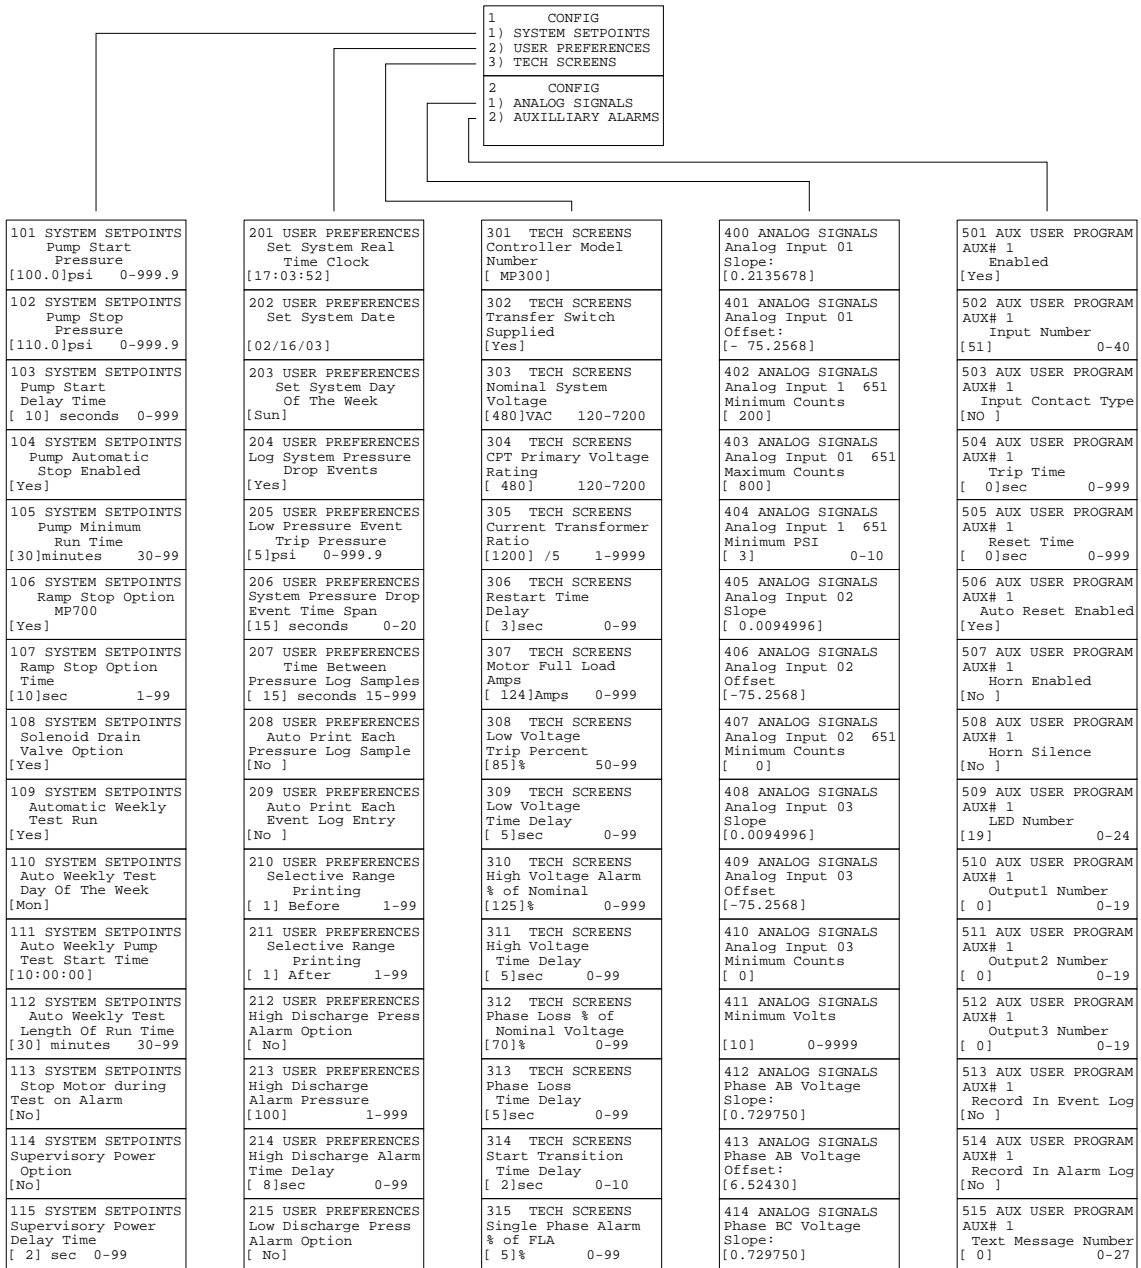 1 CONFIG
1) SYSTEM SETPOINTS
2) USER PREFERENCES
3) TECH SCREENS
2 CONFIG
1) ANALOG SIGNALS
2) AUXILLIARY ALARMS
101 SYSTEM SETPOINTS
Pump Start
Pressure
[100.0]psi 0-999.9
102 SYSTEM SETPOINTS
Pump Stop
Pressure
[110.0]psi 0-999.9
103 SYSTEM SETPOINTS
Pump Start
Delay Time
[ 10] seconds 0-999
104 SYSTEM SETPOINTS
Pump Automatic
Stop Enabled
[Yes]
105 SYSTEM SETPOINTS
Pump Minimum
Run Time
[30]minutes 30-99
106 SYSTEM SETPOINTS
Ramp Stop Option
MP700
[Yes]
107 SYSTEM SETPOINTS
Ramp Stop Option
Time
[10]sec 1-99
108 SYSTEM SETPOINTS
Solenoid Drain
Valve Option
[Yes]
109 SYSTEM SETPOINTS
Automatic Weekly
Test Run
[Yes]
110 SYSTEM SETPOINTS
Auto Weekly Test
Day Of The Week
[Mon]
111 SYSTEM SETPOINTS
Auto Weekly Pump
Test Start Time
[10:00:00]
112 SYSTEM SETPOINTS
Auto Weekly Test
Length Of Run Time
[30] minutes 30-99
113 SYSTEM SETPOINTS
Stop Motor during
Test on Alarm
[No]
114 SYSTEM SETPOINTS
Supervisory Power
Option
[No]
115 SYSTEM SETPOINTS
Supervisory Power
Delay Time
[ 2] sec 0-99
201 USER PREFERENCES
Set System Real
Time Clock
[17:03:52]
202 USER PREFERENCES
Set System Date
[02/16/03]
203 USER PREFERENCES
Set System Day
Of The Week
[Sun]
204 USER PREFERENCES
Log System Pressure
Drop Events
[Yes]
205 USER PREFERENCES
Low Pressure Event
Trip Pressure
[5]psi 0-999.9
206 USER PREFERENCES
System Pressure Drop
Event Time Span
[15] seconds 0-20
207 USER PREFERENCES
Time Between
Pressure Log Samples
[ 15] seconds 15-999
208 USER PREFERENCES
Auto Print Each
Pressure Log Sample
[No ]
209 USER PREFERENCES
Auto Print Each
Event Log Entry
[No ]
210 USER PREFERENCES
Selective Range
Printing
[ 1] Before 1-99
211 USER PREFERENCES
Selective Range
Printing
[ 1] After 1-99
212 USER PREFERENCES
High Discharge Press
Alarm Option
[ No]
213 USER PREFERENCES
High Discharge
Alarm Pressure
[100] 1-999
214 USER PREFERENCES
High Discharge Alarm
Time Delay
[ 8]sec 0-99
215 USER PREFERENCES
Low Discharge Press
Alarm Option
[ No]
301 TECH SCREENS
Controller Model
Number
[ MP300]
302 TECH SCREENS
Transfer Switch
Supplied
[Yes]
303 TECH SCREENS
Nominal System
Voltage
[480]VAC 120-7200
304 TECH SCREENS
CPT Primary Voltage
Rating
[ 480] 120-7200
305 TECH SCREENS
Current Transformer
Ratio
[1200] /5 1-9999
306 TECH SCREENS
Restart Time
Delay
[ 3]sec 0-99
307 TECH SCREENS
Motor Full Load
Amps
[ 124]Amps 0-999
308 TECH SCREENS
Low Voltage
Trip Percent
[85]% 50-99
309 TECH SCREENS
Low Voltage
Time Delay
[ 5]sec 0-99
310 TECH SCREENS
High Voltage Alarm
% of Nominal
[125]% 0-999
311 TECH SCREENS
High Voltage
Time Delay
[ 5]sec 0-99
312 TECH SCREENS
Phase Loss % of
Nominal Voltage
[70]% 0-99
313 TECH SCREENS
Phase Loss
Time Delay
[5]sec 0-99
314 TECH SCREENS
Start Transition
Time Delay
[ 2]sec 0-10
315 TECH SCREENS
Single Phase Alarm
% of FLA
[ 5]% 0-99
400 ANALOG SIGNALS
Analog Input 01
Slope:
[0.2135678]
401 ANALOG SIGNALS
Analog Input 01
Offset:
[- 75.2568]
402 ANALOG SIGNALS
Analog Input 1 651
Minimum Counts
[ 200]
403 ANALOG SIGNALS
Analog Input 01 651
Maximum Counts
[ 800]
404 ANALOG SIGNALS
Analog Input 1 651
Minimum PSI
[ 3] 0-10
405 ANALOG SIGNALS
Analog Input 02
Slope
[ 0.0094996]
406 ANALOG SIGNALS
Analog Input 02
Offset
[-75.2568]
407 ANALOG SIGNALS
Analog Input 02 651
Minimum Counts
[ 0]
408 ANALOG SIGNALS
Analog Input 03
Slope
[0.0094996]
409 ANALOG SIGNALS
Analog Input 03
Offset
[-75.2568]
410 ANALOG SIGNALS
Analog Input 03
Minimum Counts
[ 0]
411 ANALOG SIGNALS
Minimum Volts
[10] 0-9999
412 ANALOG SIGNALS
Phase AB Voltage
Slope:
[0.729750]
413 ANALOG SIGNALS
Phase AB Voltage
Offset:
[6.52430]
414 ANALOG SIGNALS
Phase BC Voltage
Slope:
[0.729750]
501 AUX USER PROGRAM
AUX# 1
Enabled
[Yes]
502 AUX USER PROGRAM
AUX# 1
Input Number
[51] 0-40
503 AUX USER PROGRAM
AUX# 1
Input Contact Type
[NO ]
504 AUX USER PROGRAM
AUX# 1
Trip Time
[ 0]sec 0-999
505 AUX USER PROGRAM
AUX# 1
Reset Time
[ 0]sec 0-999
506 AUX USER PROGRAM
AUX# 1
Auto Reset Enabled
[Yes]
507 AUX USER PROGRAM
AUX# 1
Horn Enabled
[No ]
508 AUX USER PROGRAM
AUX# 1
Horn Silence
[No ]
509 AUX USER PROGRAM
AUX# 1
LED Number
[19] 0-24
510 AUX USER PROGRAM
AUX# 1
Output1 Number
[ 0] 0-19
511 AUX USER PROGRAM
AUX# 1
Output2 Number
[ 0] 0-19
512 AUX USER PROGRAM
AUX# 1
Output3 Number
[ 0] 0-19
513 AUX USER PROGRAM
AUX# 1
Record In Event Log
[No ]
514 AUX USER PROGRAM
AUX# 1
Record In Alarm Log
[No ]
515 AUX USER PROGRAM
AUX# 1
Text Message Number
[ 0] 0-27